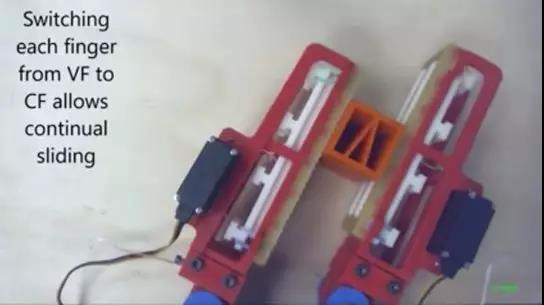 Switching
each finger
from VF to
CF allows
continual
sliding